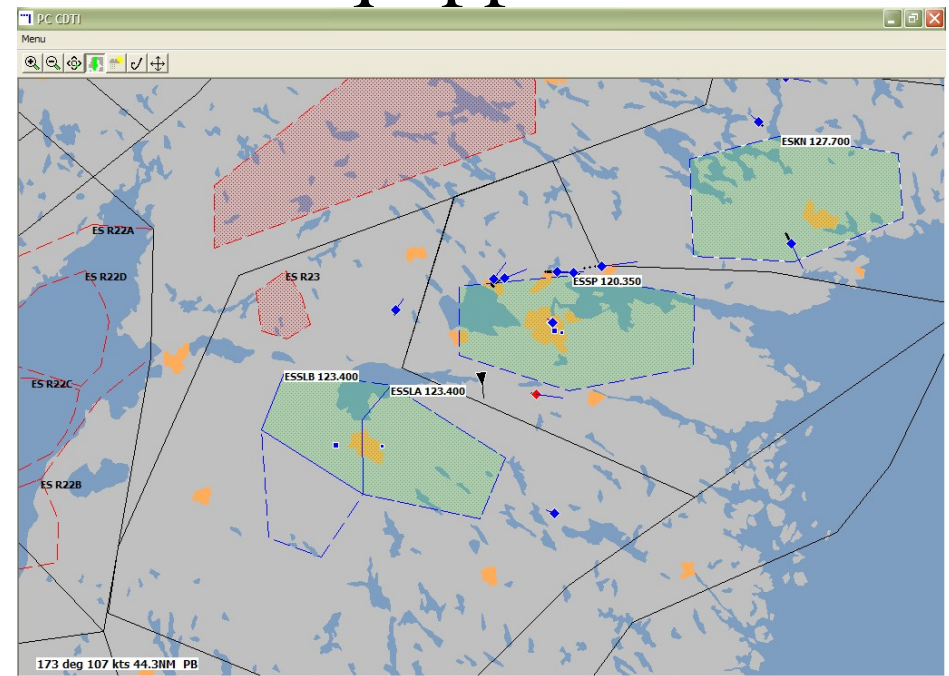 PC CDTI
Menu
ESKN 127.700
ES R22A
ES R22D
ES R23
ESSP 120.350
ES R22C
ESSLB 123.400
ESSLA 123.400
ES R22B
173 deg 107 kts 44.3NM PB